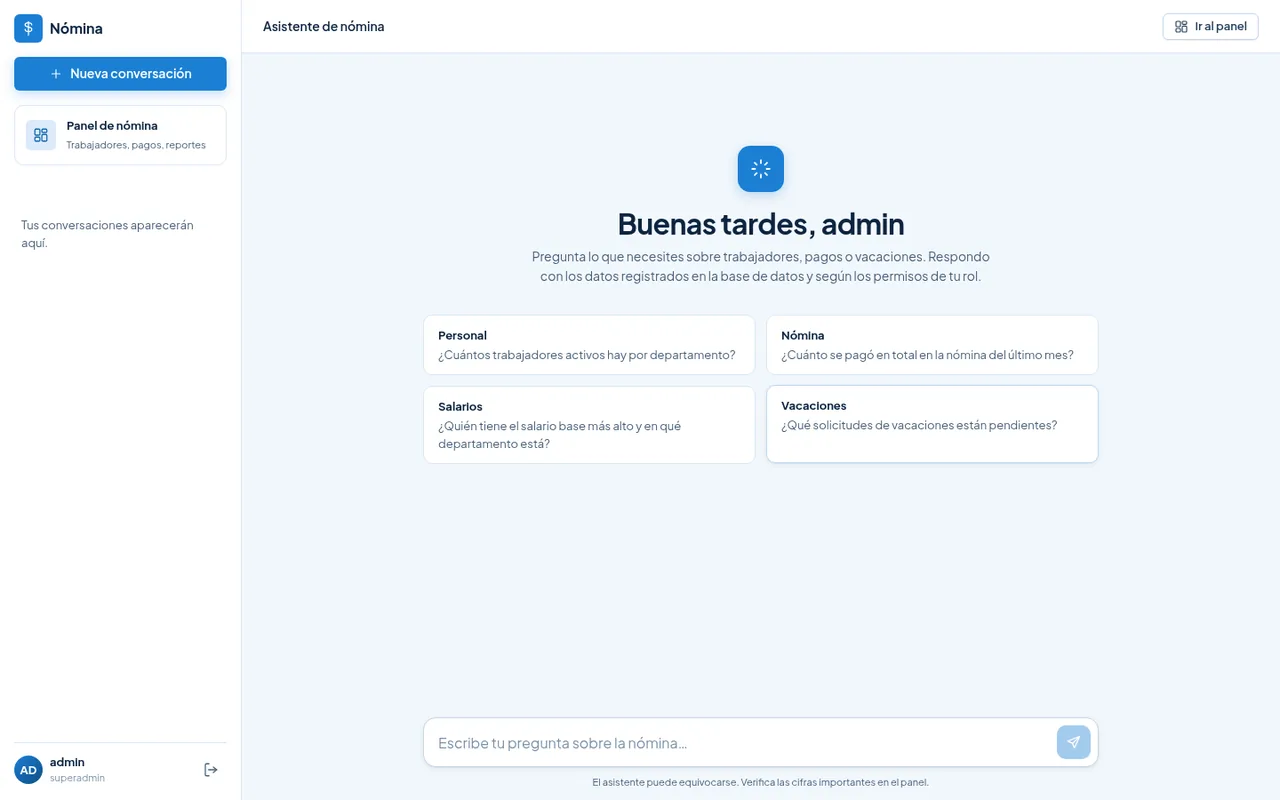 Nómina
Nueva conversación
Panel de nómina
Trabajadores, pagos, reportes
Tus conversaciones aparecerán
aquí.
AD
admin
superadmin
Asistente de nómina
Ir al panel
Buenas tardes, admin
Pregunta lo que necesites sobre trabajadores, pagos o vacaciones. Respondo
con los datos registrados en la base de datos y según los permisos de tu rol.
Personal
¿Cuántos trabajadores activos hay por departamento?
Nómina
¿Cuánto se pagó en total en la nómina del último mes?
Salarios
¿Quién tiene el salario base más alto y en qué
departamento está?
Vacaciones
¿Qué solicitudes de vacaciones están pendientes?
Escribe tu pregunta sobre la nómina...
El asistente puede equivocarse. Verifica las cifras importantes en el panel.